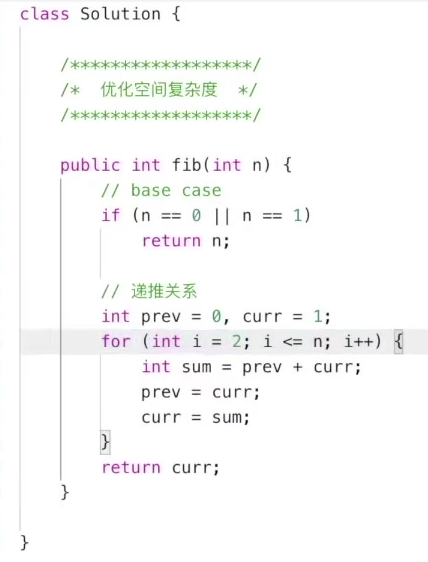 class Solution {
/******************/
/*  优化空间复杂度  */
/******************/
public int fib(int n) {
// base case
if (n == 0 || n == 1)
return n;
// 递推关系
int prev = 0, curr = 1;
for (int i = 2; i <= n; i++) {
int sum = prev + curr;
prev = curr;
curr = sum;
}
return curr;
}
}